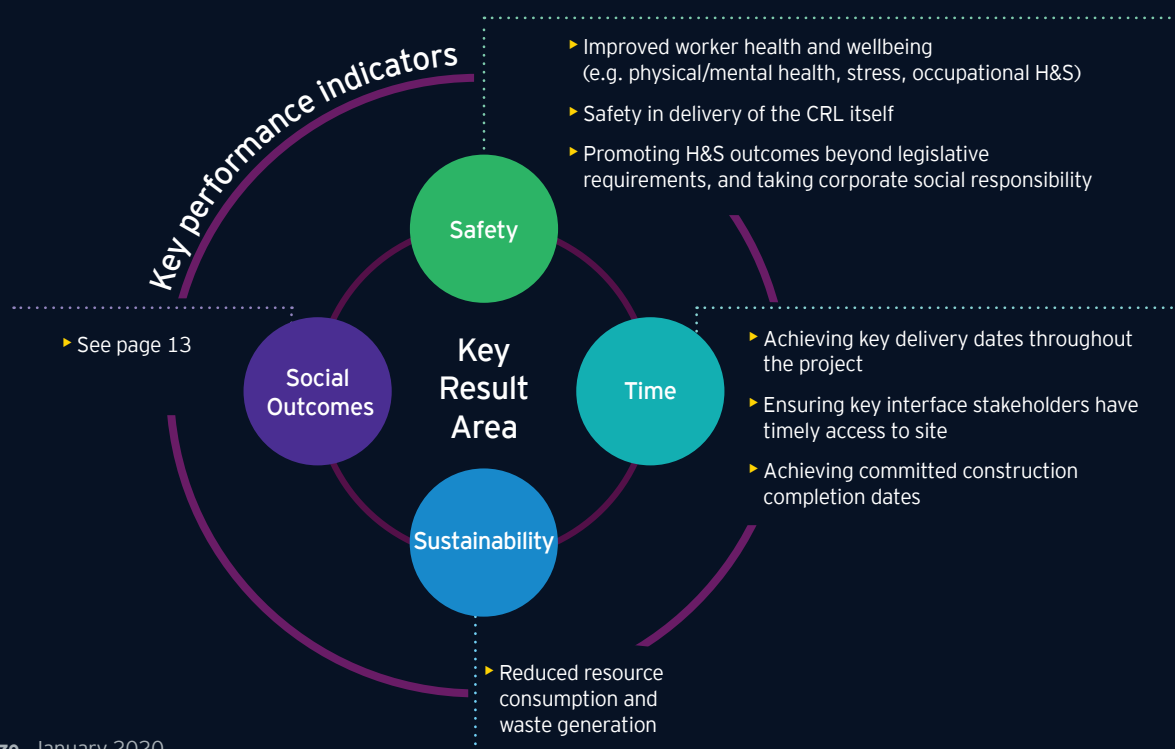 Key performance indicators
▸ Improved worker health and wellbeing
(e.g. physical/mental health, stress, occupational H&S)
▸ Safety in delivery of the CRL itself
▸ Promoting H&S outcomes beyond legislative
requirements, and taking corporate social responsibility
Safety
▸ See page 13
Social
Outcomes
Key
Result
Area
Time
▸ Achieving key delivery dates throughout
the project
▸ Ensuring key interface stakeholders have
timely access to site
▸ Achieving committed construction
completion dates
Sustainability
▸ Reduced resource
consumption and
waste generation
January 2020